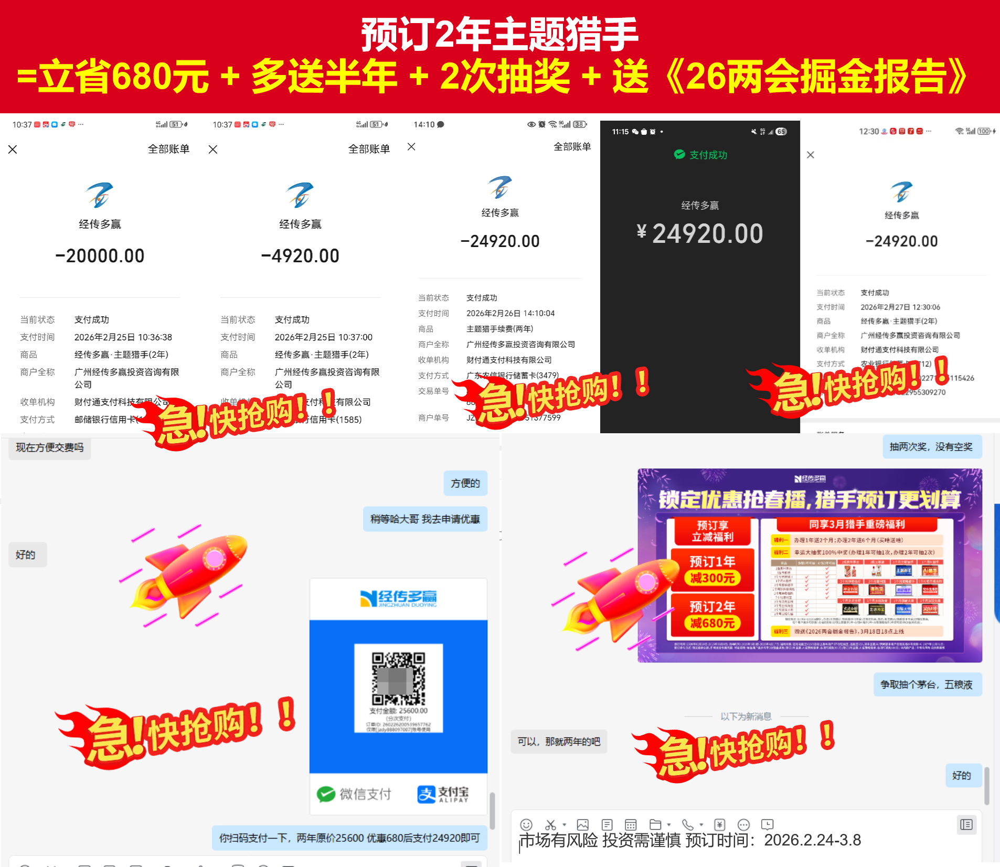 预订2年主题猎手
=立省680元 + 多送半年 + 2次抽奖 + 送《26两会掘金报告》
10:37
51
全部账单
经传多赢
-20000.00
当前状态 支付成功
支付时间 2026年2月25日 10:36:38
商品 经传多赢·主题猎手(2年)
商户全称 广州经传多赢投资咨询有限
公司
收单机构 财付通支付科技有限公司
支付方式 邮储银行信用卡
10:37
51
全部账单
经传多赢
-4920.00
当前状态 支付成功
支付时间 2026年2月25日 10:37:00
商品 经传多赢·主题猎手(2年)
商户全称 广州经传多赢投资咨询有限
公司
有限公司
行信用卡(1585)
急!快抢购!!
14:10
38
全部账单
经传多赢
-24920.00
当前状态 支付成功
支付时间 2026年2月26日 14:10:04
商品 主题猎手续费(两年)
商户全称 广州经传多赢投资咨询有限公司
收单机构 财付通支付科技有限公司
支付方式 广东农信银行储蓄卡(3479)
交易单号
商户单号
急!快抢购!!
11:15
65
支付成功
经传多赢
¥24920.00
12:30
100
经传多赢
-24920.00
当前状态 支付成功
支付时间 2026年2月27日 12:30:06
商品 经传多赢·主题猎手(2年)
商户全称 广州经传多赢投资咨询有限公司
收单机构 财付通支付科技有限公司
支付方式
急!快抢购!!
现在方便交费吗
方便的
稍等哈大哥 我去申请优惠
好的
经传多赢
JINGZHUAN DUOYING
支付金额: 25600.00
(分次支付)
订单ID: 260226200539657762
仅限[jzdy888097007]账号使用
微信支付
支付宝
ALIPAY
急!快抢购!!
你扫码支付一下，两年原价25600 优惠680后支付24920即可
抽两次奖，没有空奖
经传多赢
锁定优惠抢春播,猎手预订更划算
预订享
立减福利
预订1年
减300元
预订2年
减680元
同享3月猎手重磅福利
福利一 办理1年送2个月;办理2年送6个月(买啥送啥)
福利二 幸运大抽奖100%中奖(办理1年可抽1次,办理2年可抽2次)
福利三 赠送《2026两会掘金报告》,3月18日18点上线
争取抽个茅台，五粮液
以下为新消息
可以，那就两年的吧
急!快抢购!!
好的
市场有风险 投资需谨慎 预订时间：2026.2.24-3.8